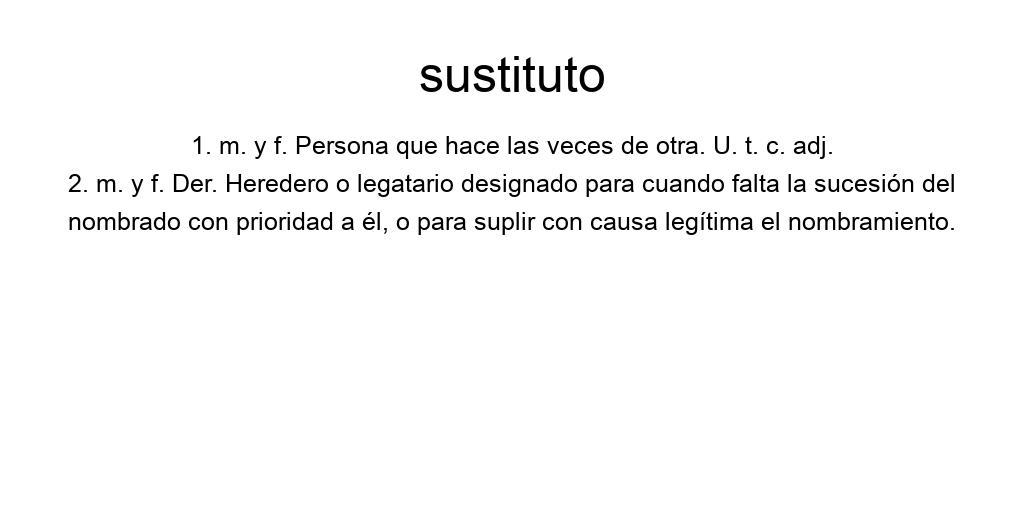 sustituto
1. m. y f. Persona que hace las veces de otra. U. t. c. adj.
2. m. y f. Der. Heredero o legatario designado para cuando falta la sucesión del
nombrado con prioridad a él, o para suplir con causa legítima el nombramiento.